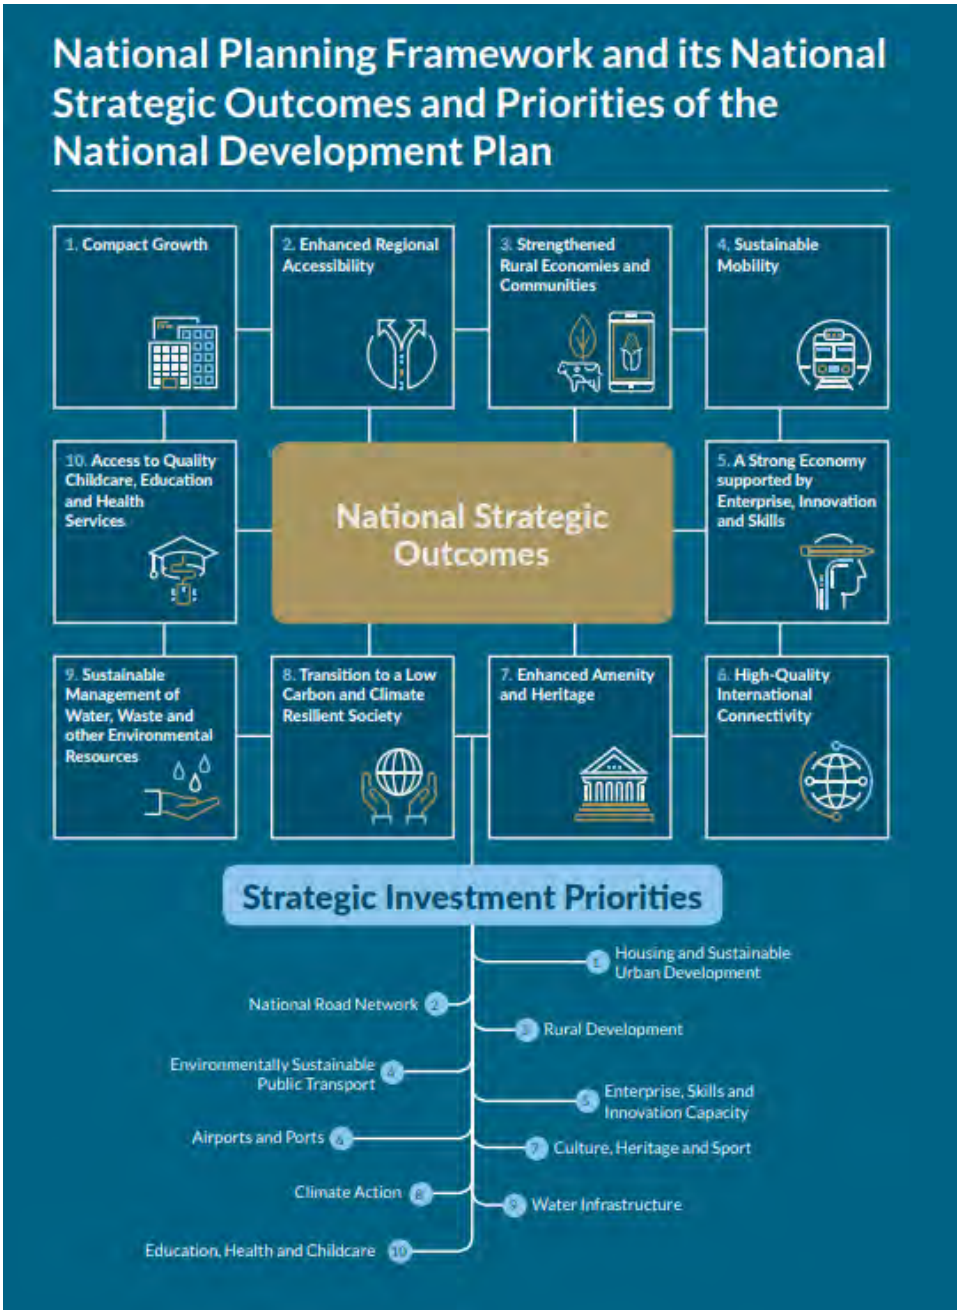 National Planning Framework and its National
Strategic Outcomes and Priorities of the
National Development Plan
1. Compact Growth
2. Enhanced Regional
Accessibility
3. Strengthened
Rural Economies and
Communities
4. Sustainable
Mobility
10. Access to Quality
Childcare, Education
and Health
Services
National Strategic
Outcomes
5. A Strong Economy
supported by
Enterprise, Innovation
and Skills
9. Sustainable
Management of
Water, Waste and
other Environmental
Resources
8. Transition to a Low
Carbon and Climate
Resilient Society
7. Enhanced Amenity
and Heritage
6. High-Quality
International
Connectivity
Strategic Investment Priorities
1 Housing and Sustainable
Urban Development
National Road Network 2
3 Rural Development
Environmentally Sustainable
Public Transport 4
5 Enterprise, Skills and
Innovation Capacity
Airports and Ports 6
7 Culture, Heritage and Sport
Climate Action 8
9 Water Infrastructure
Education, Health and Childcare 10